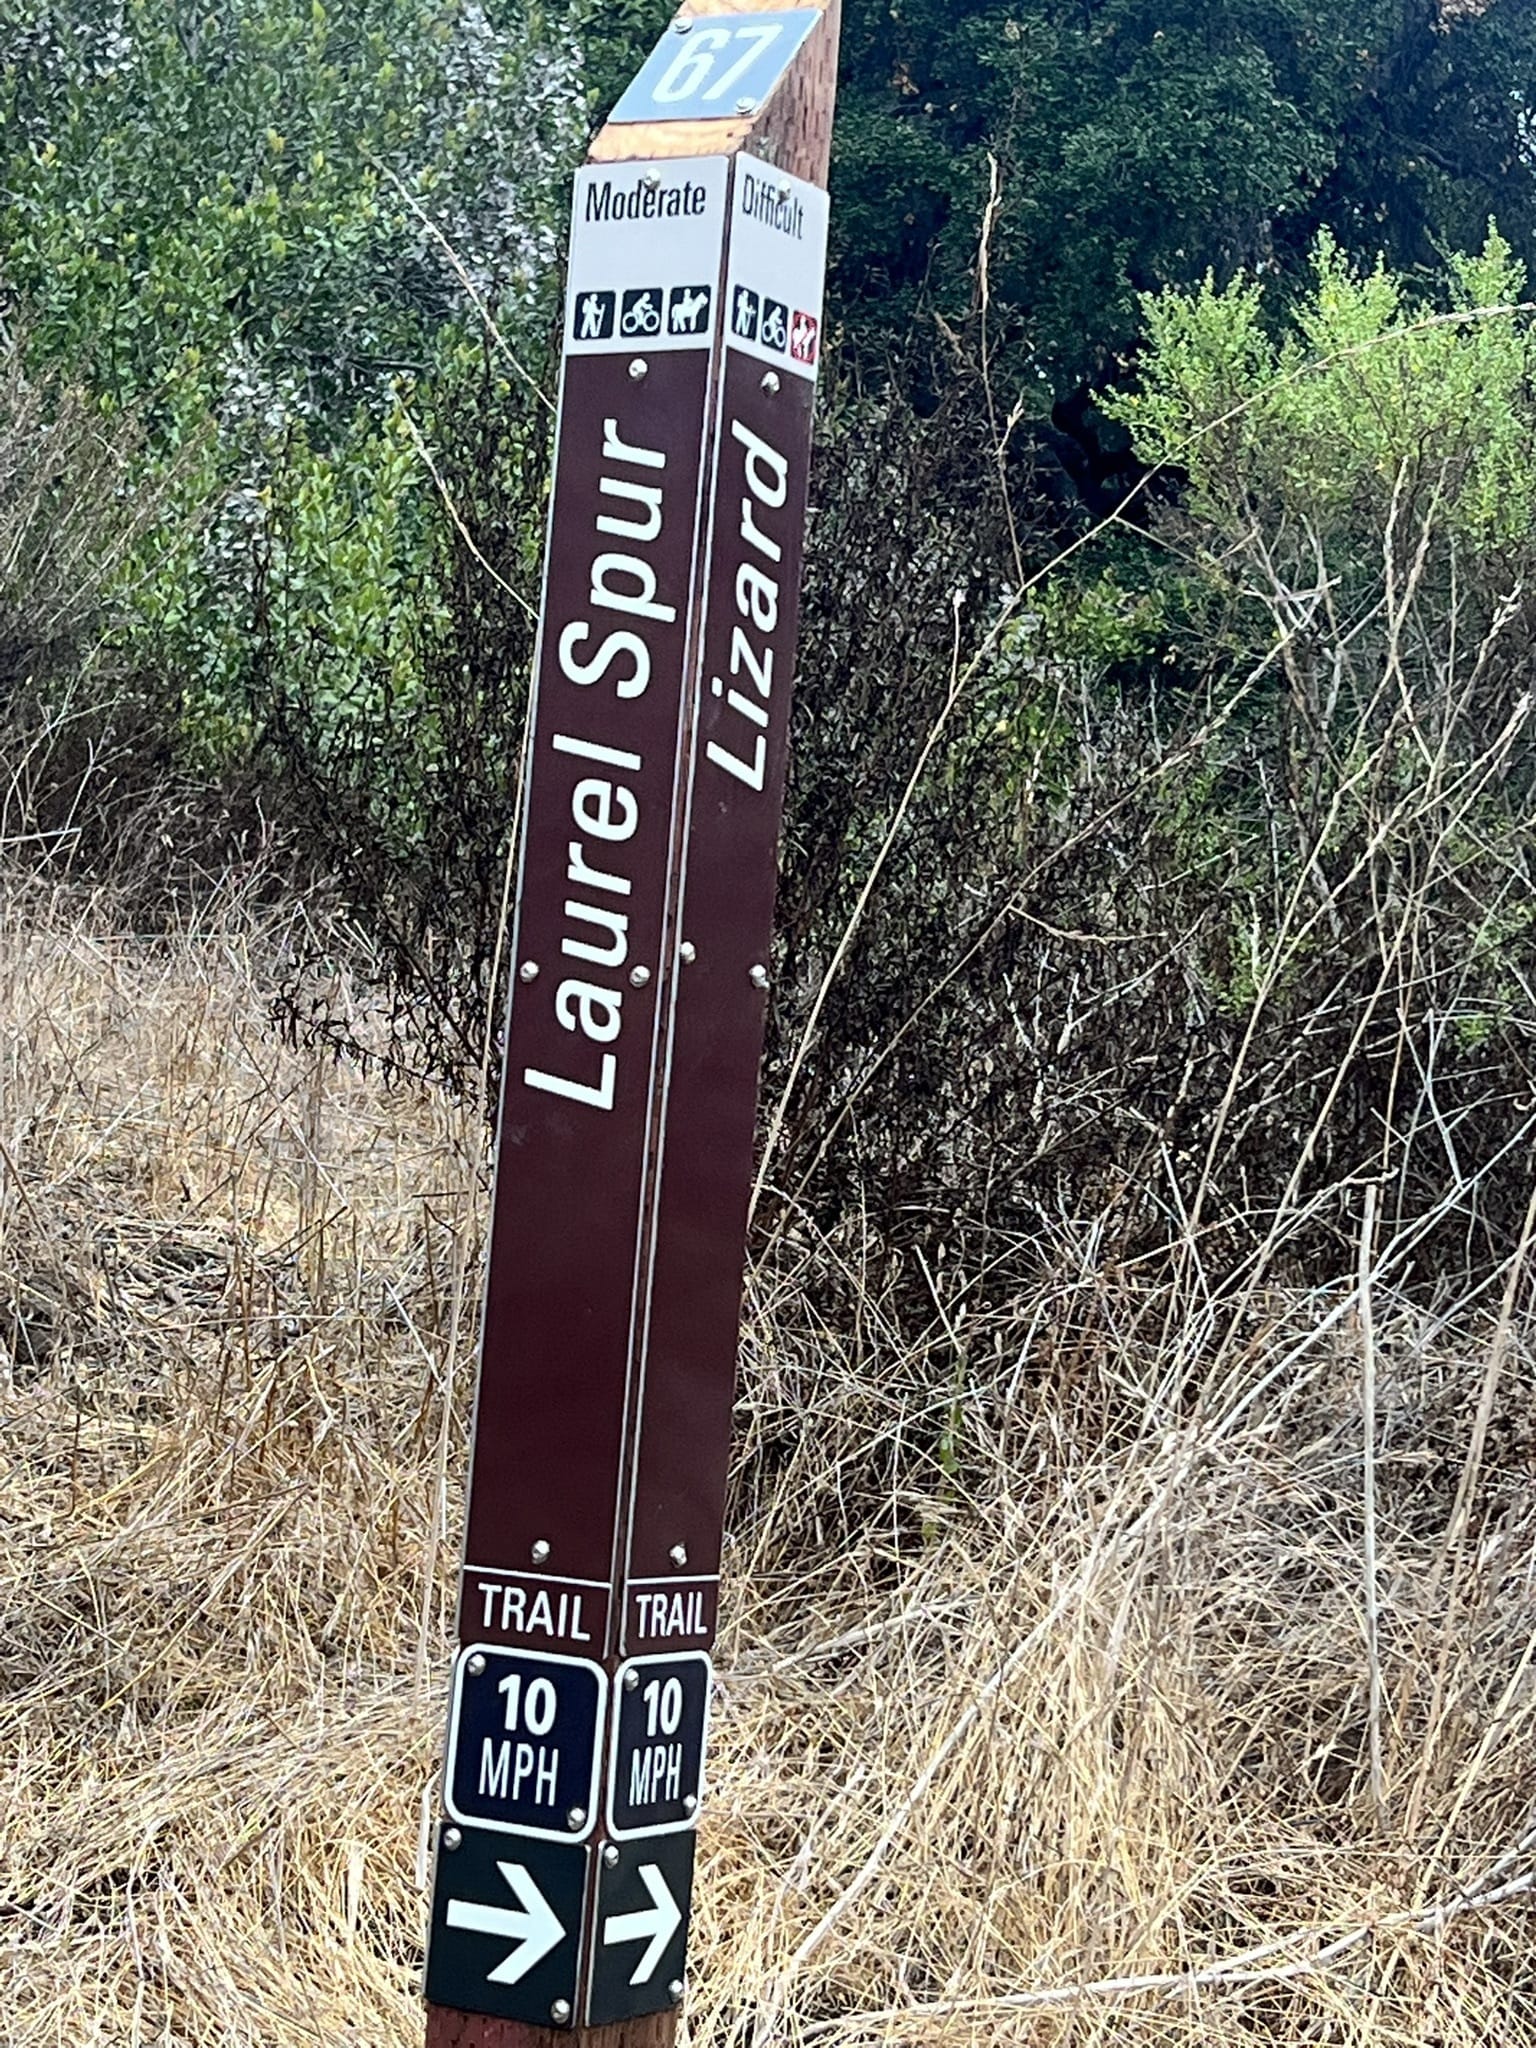 67
Moderate
Laurel Spur
TRAIL
10
MPH
Difficult
Lizard
TRAIL
10
MPH